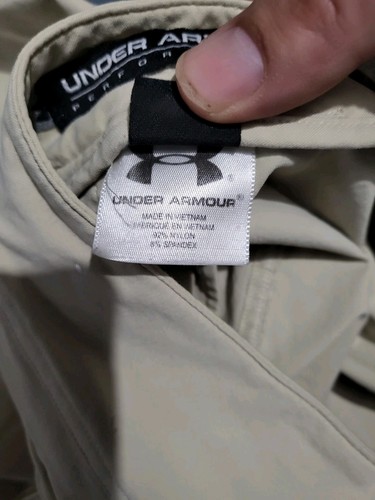 UNDER AR
PERFOR
UNDER ARMOUR®
MADE IN VIETNAM
FABRIQUÉ EN VIETNAM
92% NYLON
8% SPANDEX